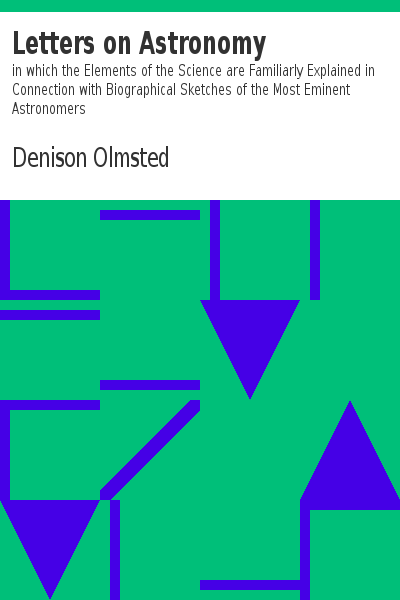 Letters on Astronomy
in which the Elements of the Science are Familiarly Explained in
Connection with Biographical Sketches of the Most Eminent
Astronomers
Denison Olmsted